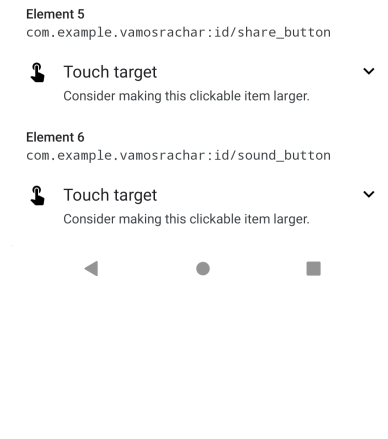 Element 5
com.example.vamosrachar:id/share_button
Touch target
Consider making this clickable item larger.
Element 6
com.example.vamosrachar:id/sound_button
Touch target
Consider making this clickable item larger.